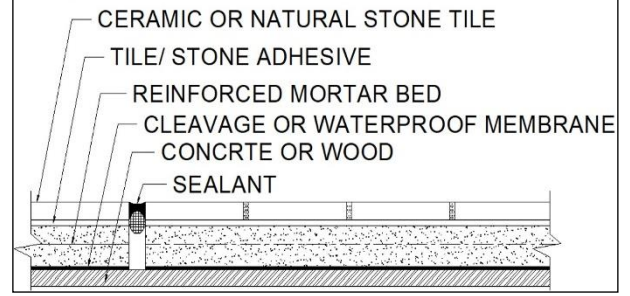 CERAMIC OR NATURAL STONE TILE
TILE/ STONE ADHESIVE
REINFORCED MORTAR BED
CLEAVAGE OR WATERPROOF MEMBRANE
CONCRTE OR WOOD
SEALANT